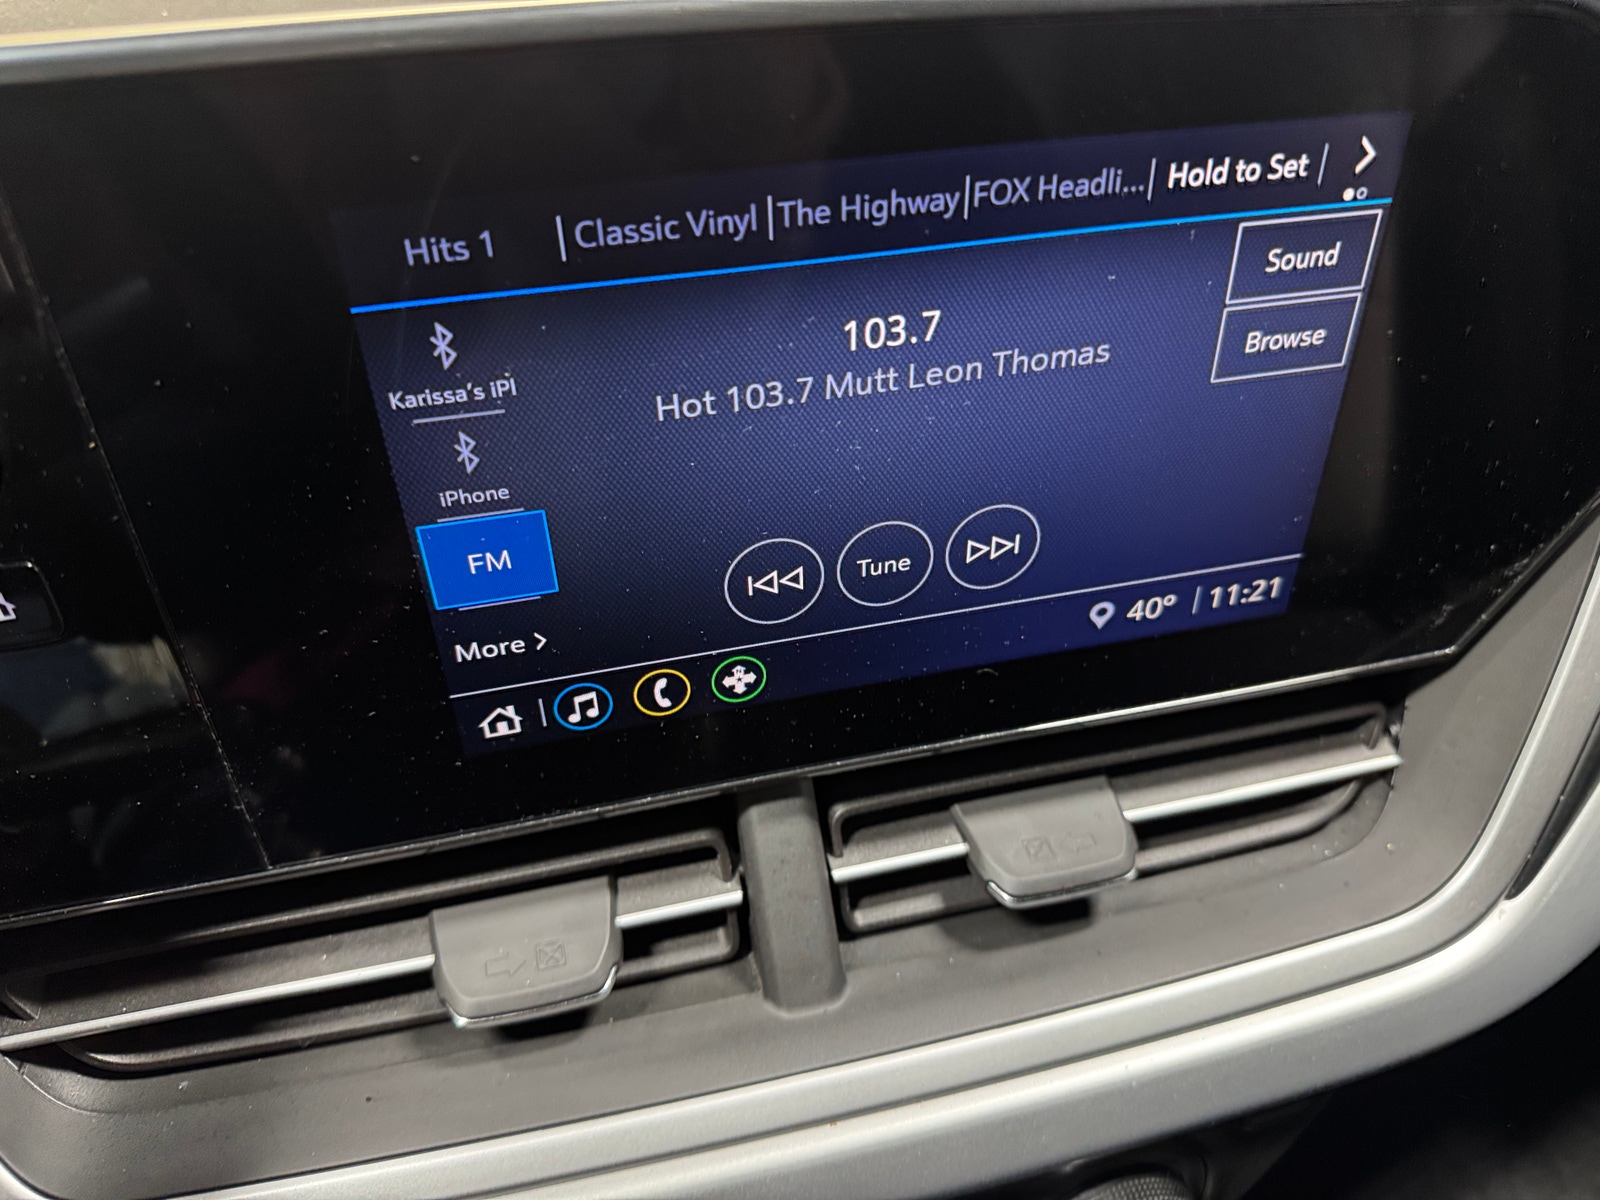 Hits 1 | Classic Vinyl | The Highway | FOX Headli... | Hold to Set |
Sound
Browse
103.7
Hot 103.7 Mutt Leon Thomas
Karissa's iPl
iPhone
FM
More >
Tune
40° | 11:21